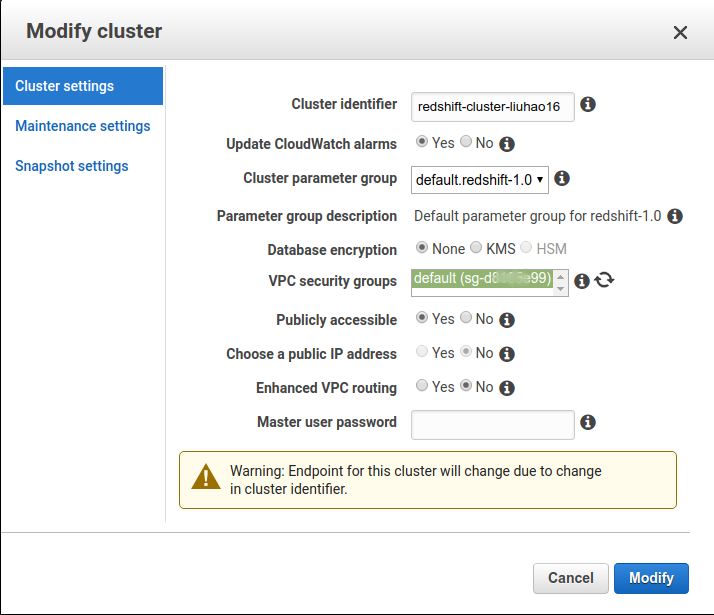 Modify cluster
Cluster settings
Maintenance settings
Snapshot settings
Cluster identifier redshift-cluster-liuhao16
Update CloudWatch alarms Yes No
Cluster parameter group default.redshift-1.0
Parameter group description Default parameter group for redshift-1.0
Database encryption None KMS HSM
VPC security groups default
Publicly accessible Yes No
Choose a public IP address Yes No
Enhanced VPC routing Yes No
Master user password
Warning: Endpoint for this cluster will change due to change
in cluster identifier.
Cancel Modify